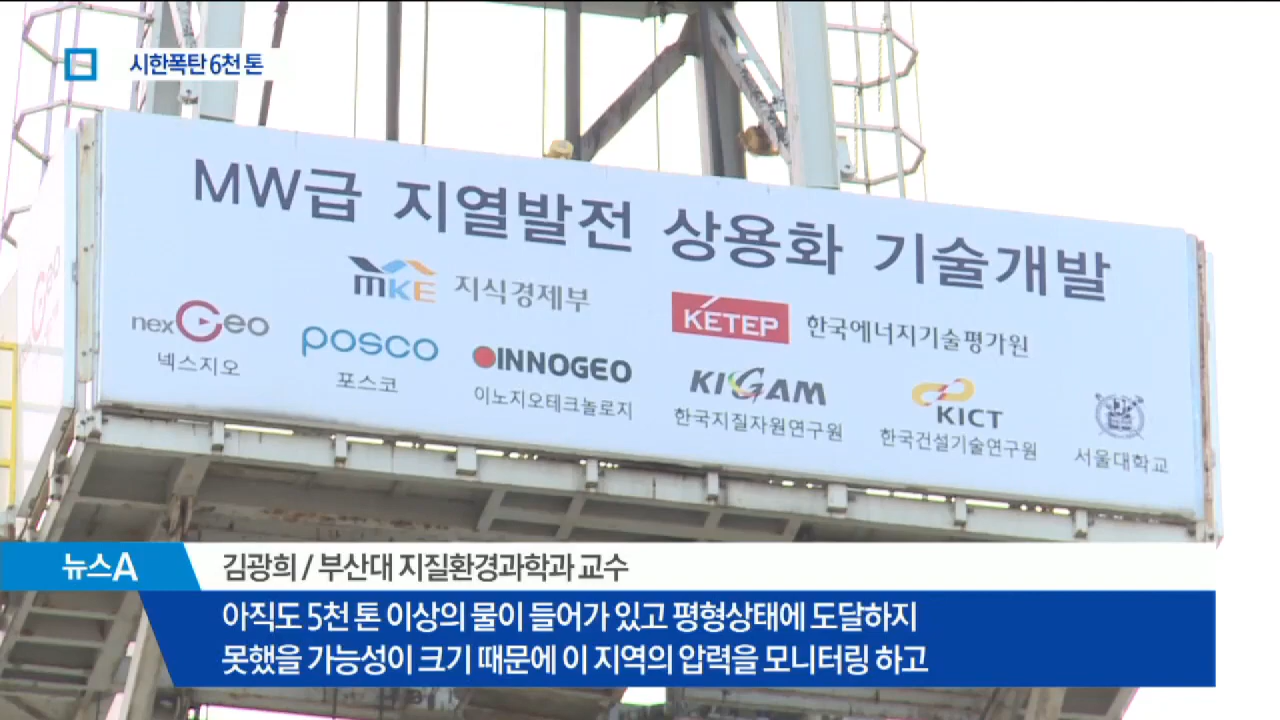 시한폭탄 6천 톤
MW급 지열발전 상용화 기술개발
MKE 지식경제부
KETEP 한국에너지기술평가원
nexGeo
넥스지오
posco
포스코
INNOGEO
이노지오테크놀로지
KIGAM
한국지질자원연구원
KICT
한국건설기술연구원
서울대학교
뉴스A
김광희 / 부산대 지질환경과학과 교수
아직도 5천 톤 이상의 물이 들어가 있고 평형상태에 도달하지
못했을 가능성이 크기 때문에 이 지역의 압력을 모니터링 하고